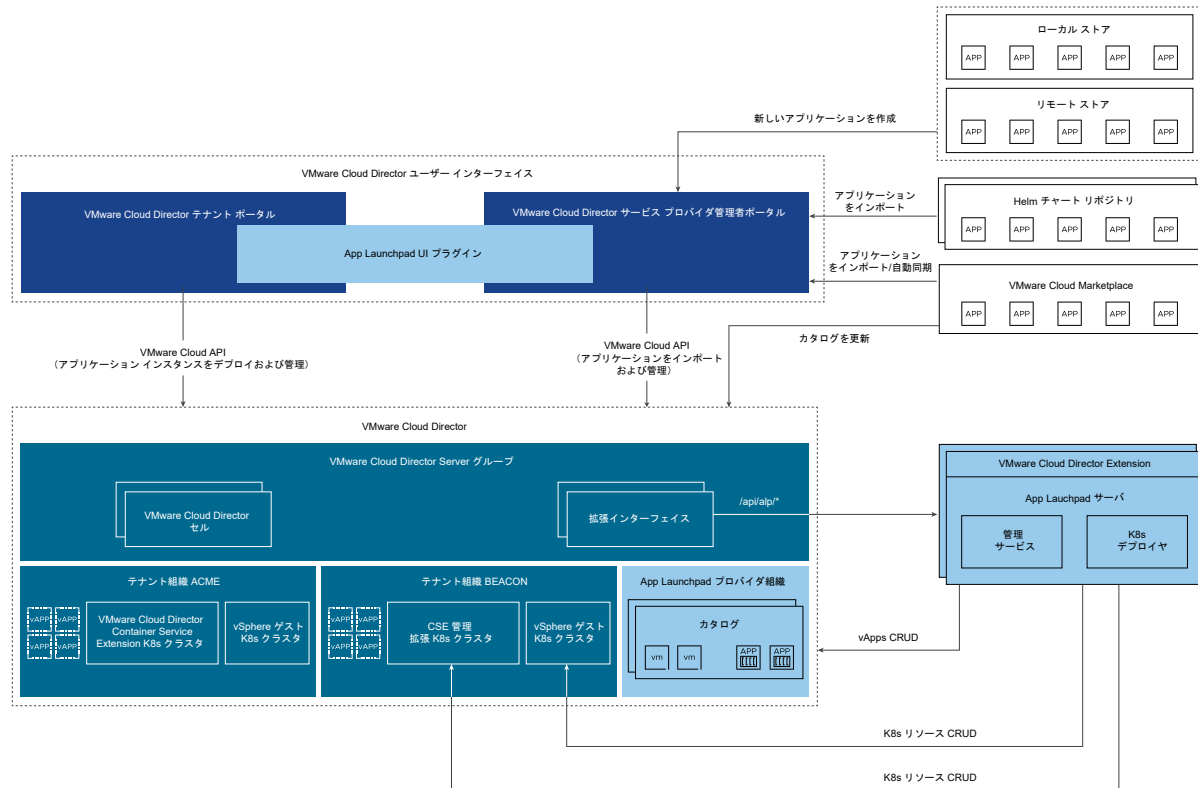 ローカル ストア
APP APP APP APP APP
リモート ストア
APP APP APP APP APP
新しいアプリケーションを作成
VMware Cloud Director ユーザー インターフェイス
VMware Cloud Director テナント ポータル
VMware Cloud Director サービス プロバイダ管理者ポータル
App Launchpad UI プラグイン
アプリケーション
をインポート
Helm チャート リポジトリ
APP APP APP APP APP
アプリケーション
をインポート/自動同期
VMware Cloud Marketplace
APP APP APP APP APP
カタログを更新
VMware Cloud API
（アプリケーション インスタンスをデプロイおよび管理）
VMware Cloud API
（アプリケーションをインポート
および管理）
VMware Cloud Director
VMware Cloud Director Server グループ
VMware Cloud Director
セル
拡張インターフェイス
/api/alp/*
VMware Cloud Director Extension
App Lauchpad サーバ
管理
サービス
K8s
デプロイヤ
テナント組織 ACME
vAPP vAPP
vAPP vAPP
VMware Cloud Director
Container Service
Extension K8s クラスタ
vSphere ゲスト
K8s クラスタ
テナント組織 BEACON
vAPP vAPP
vAPP vAPP
CSE 管理
拡張 K8s クラスタ
vSphere ゲスト
K8s クラスタ
App Launchpad プロバイダ組織
カタログ
vm vm APP APP
vApps CRUD
K8s リソース CRUD
K8s リソース CRUD